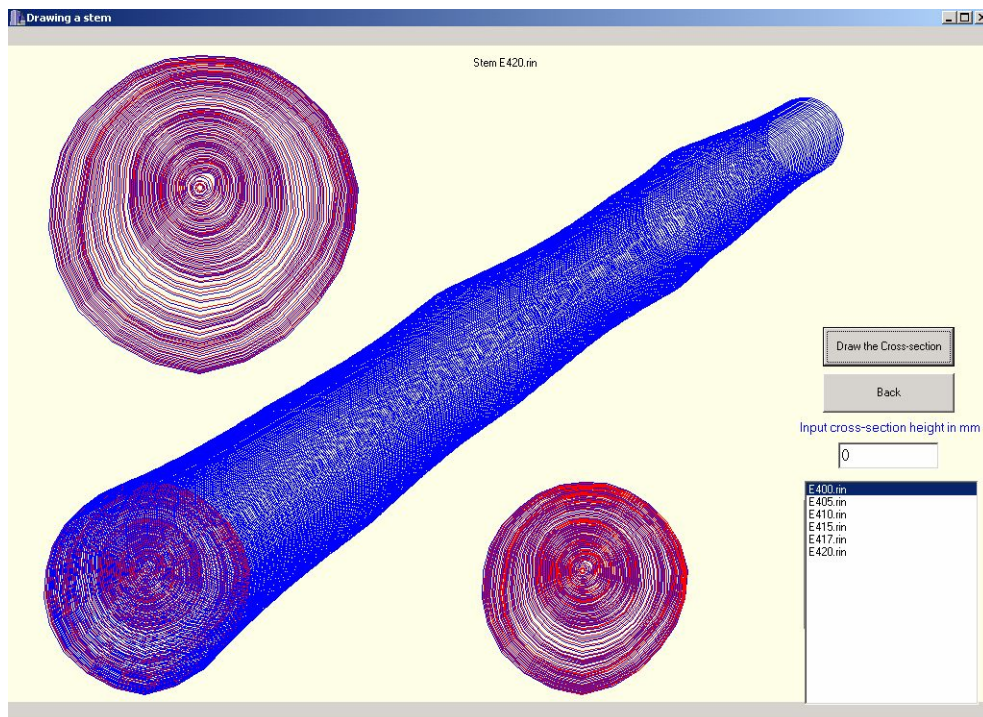 Drawing a stem
Stem E420.rin
Draw the Cross-section
Back
Input cross-section height in mm
0
E400.rin
E405.rin
E410.rin
E415.rin
E417.rin
E420.rin